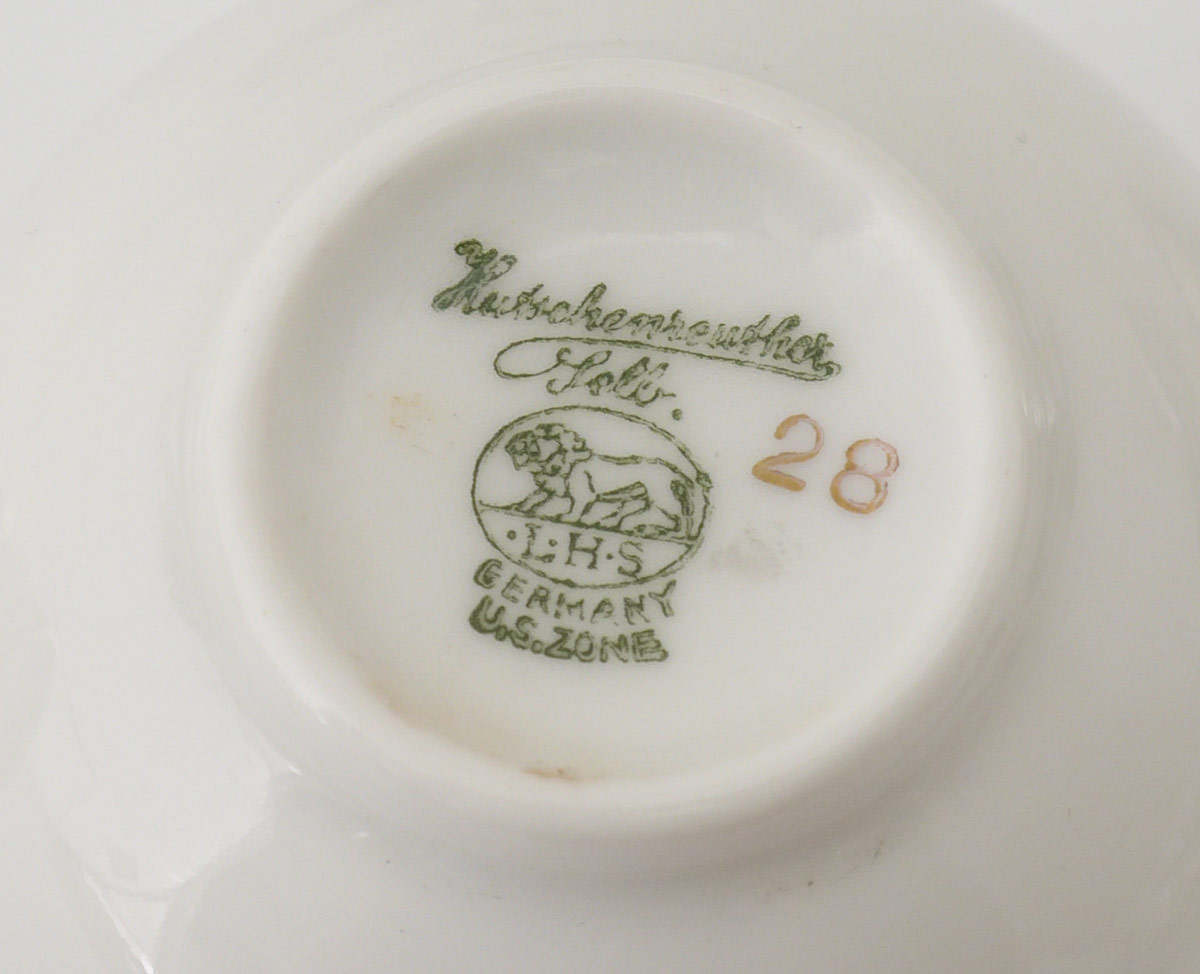 Hutschenreuther
Selb.
28
·L·H·S
GERMANY
U.S.ZONE